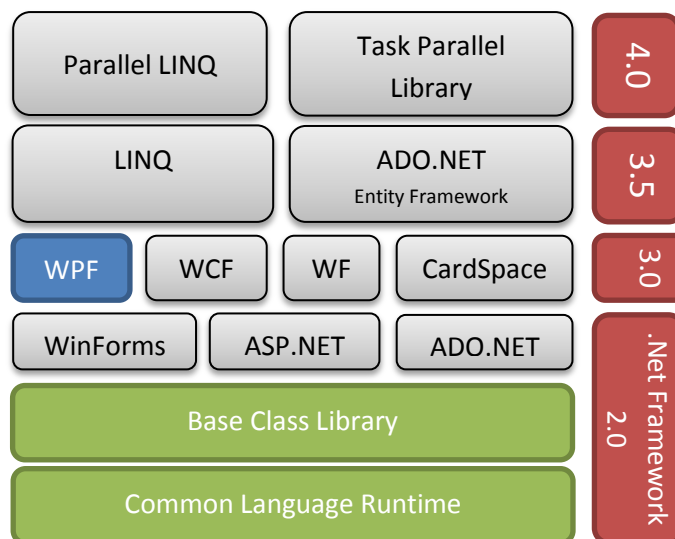 Parallel LINQ
Task Parallel
Library
4.0
LINQ
ADO.NET
Entity Framework
3.5
WPF
WCF
WF
CardSpace
3.0
WinForms
ASP.NET
ADO.NET
.Net Framework
2.0
Base Class Library
Common Language Runtime